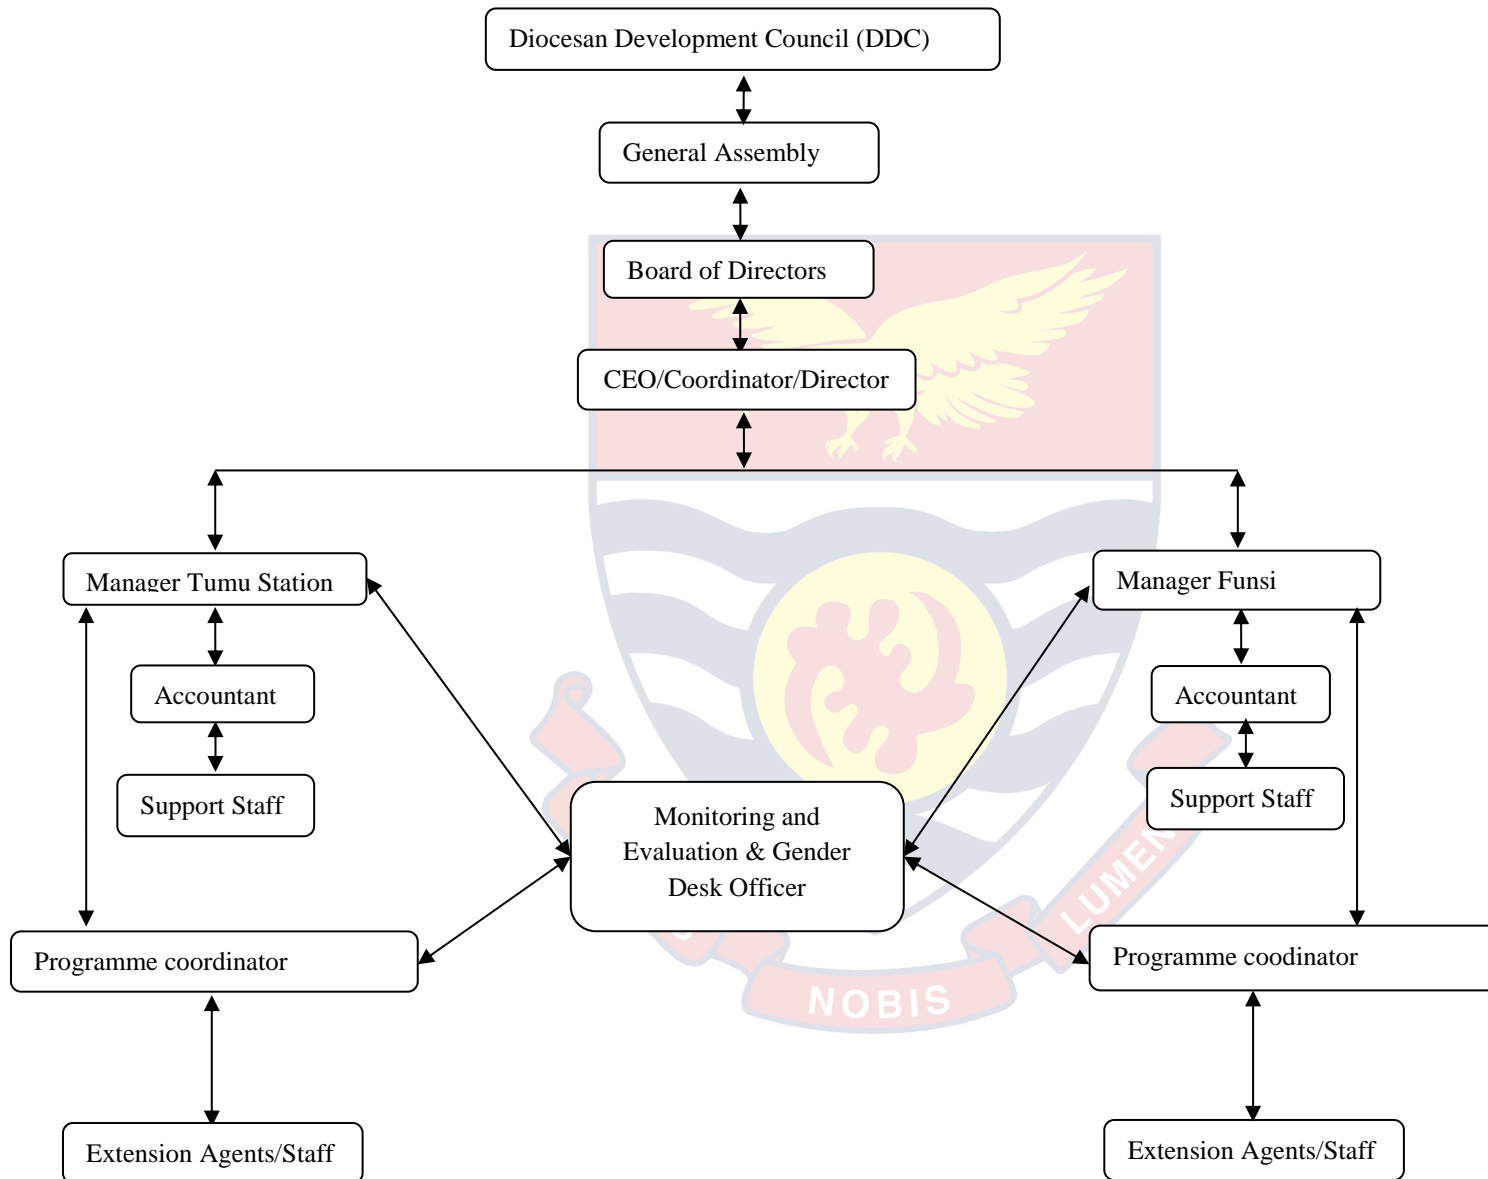 Diocesan Development Council (DDC)
General Assembly
Board of Directors
CEO/Coordinator/Director
Manager Tumu Station
Manager Funsi
Accountant
Accountant
Support Staff
Support Staff
Monitoring and
Evaluation & Gender
Desk Officer
Programme coordinator
Programme coodinator
Extension Agents/Staff
Extension Agents/Staff
NOBIS
LUMEN